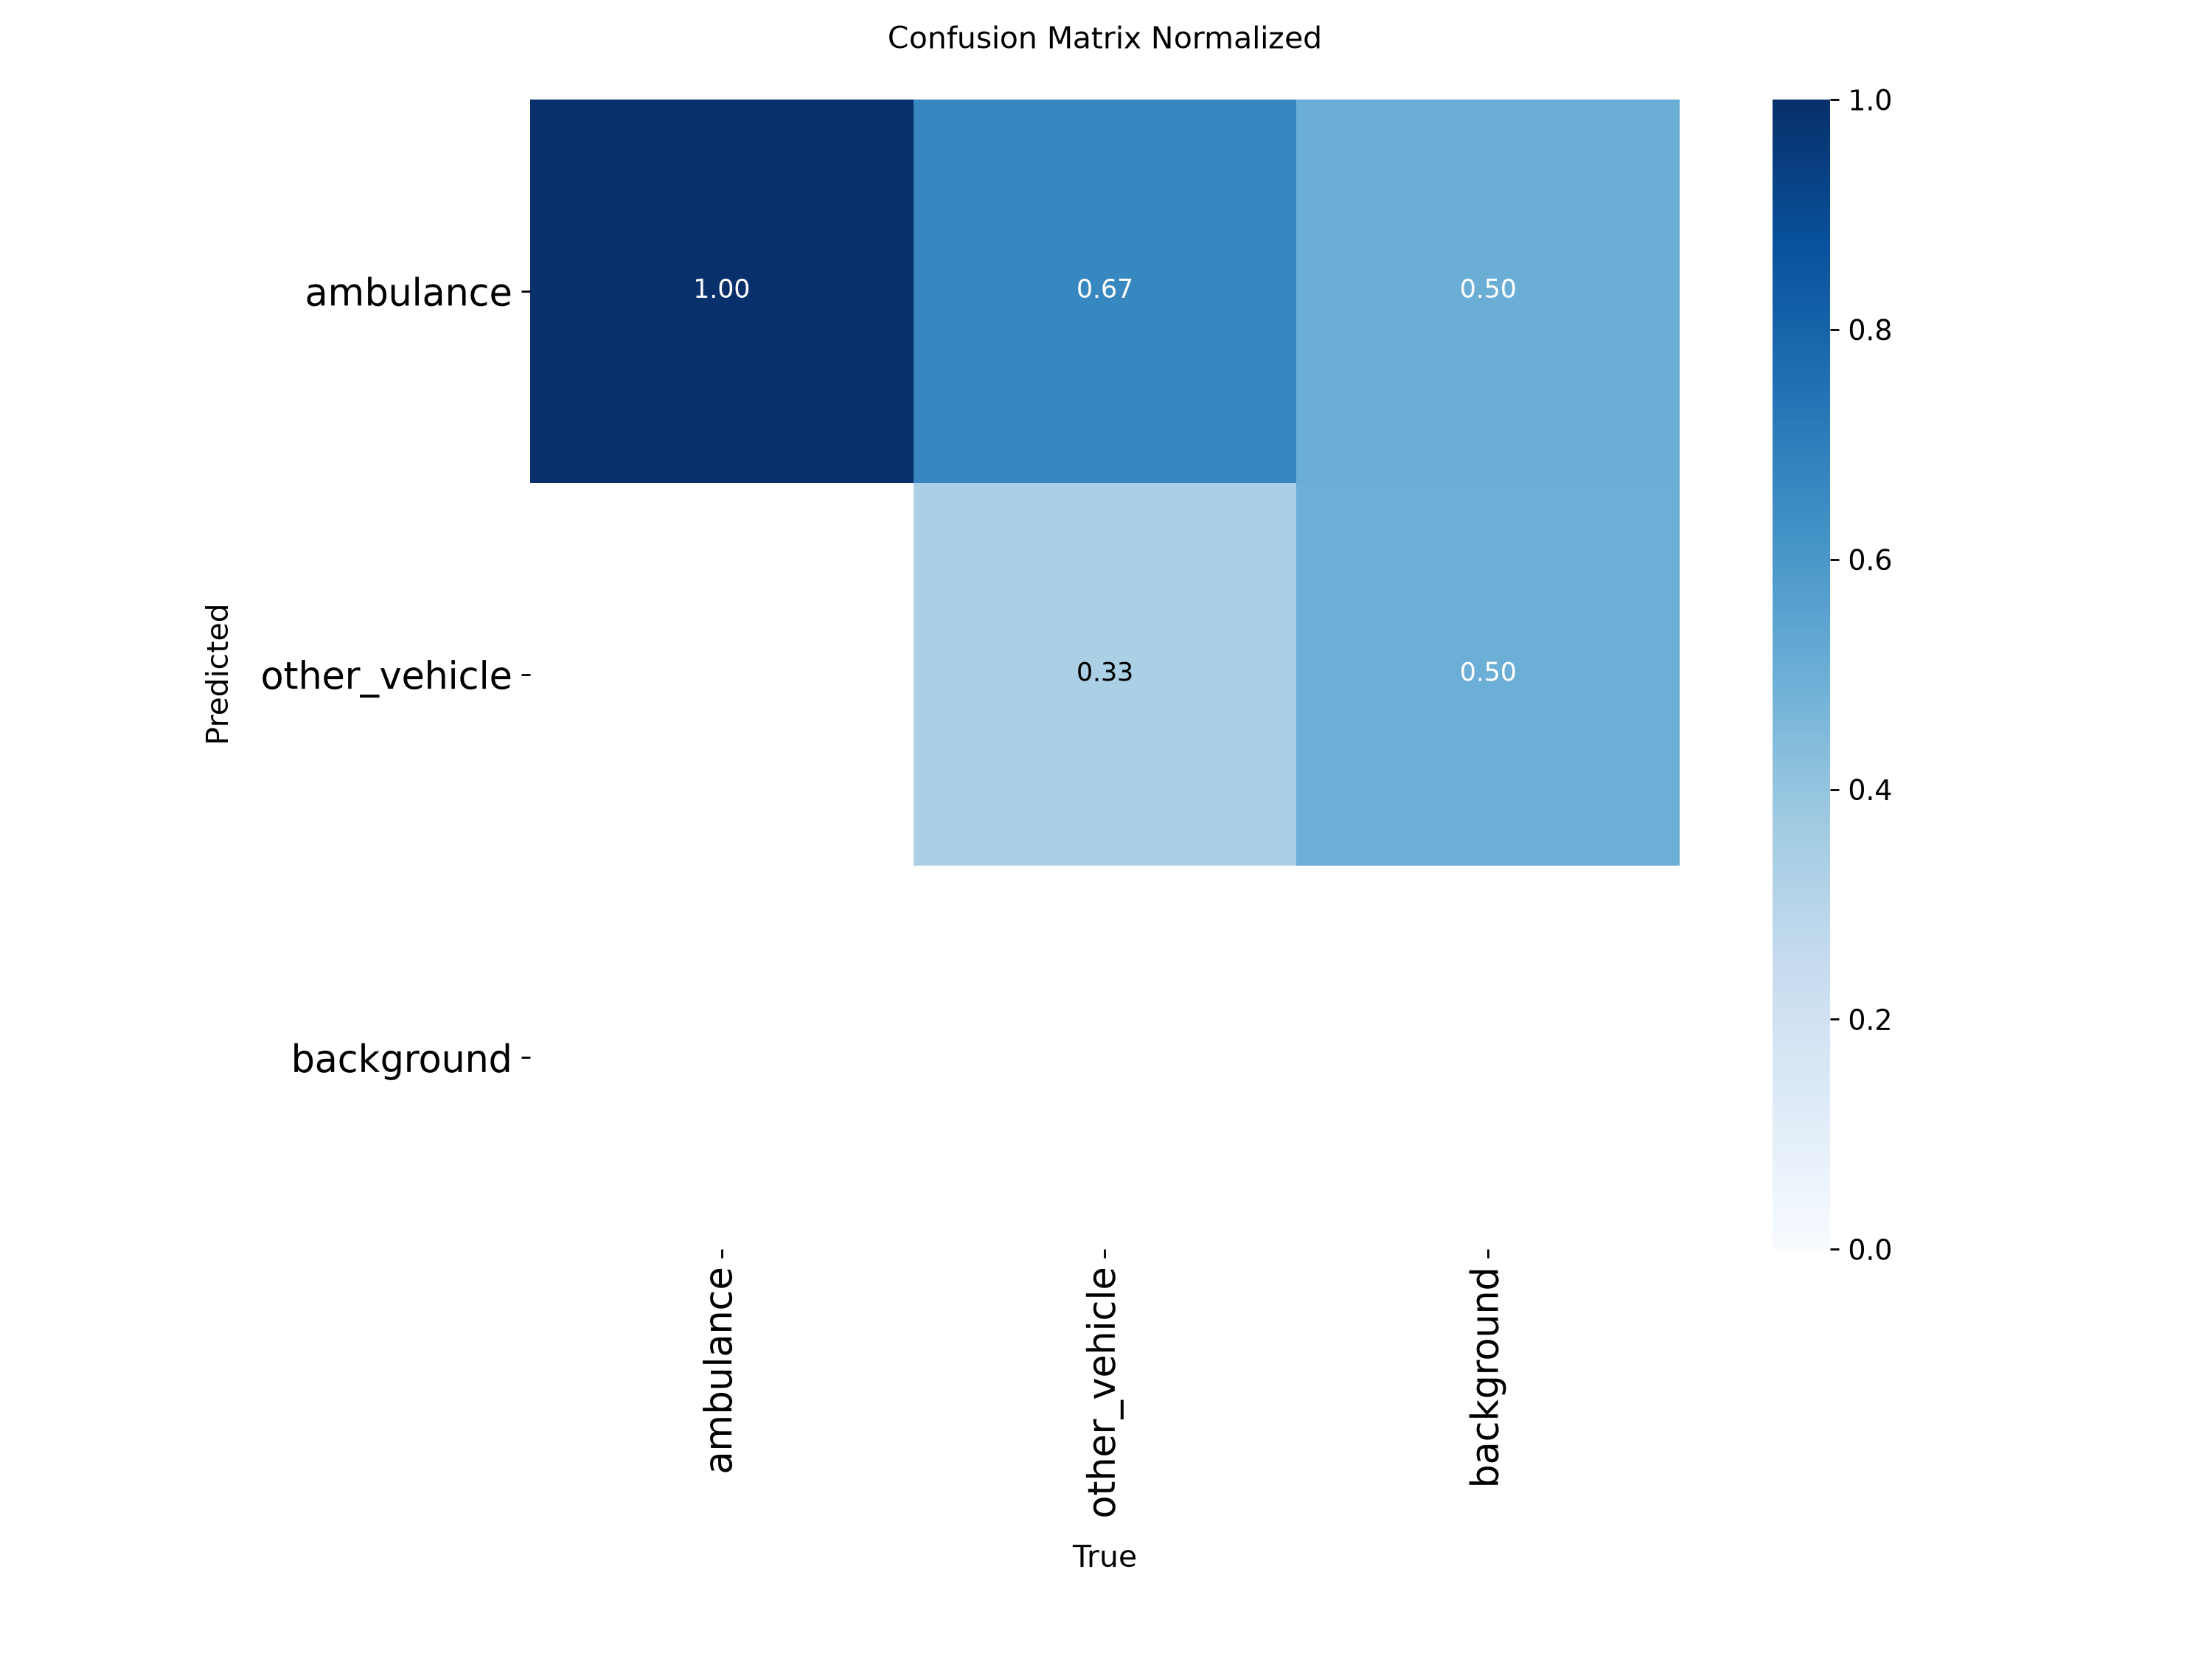 Confusion Matrix Normalized
ambulance
1.00
0.67
0.50
other_vehicle
0.33
0.50
background
Predicted
ambulance
other_vehicle
background
True
1.0
0.8
0.6
0.4
0.2
0.0